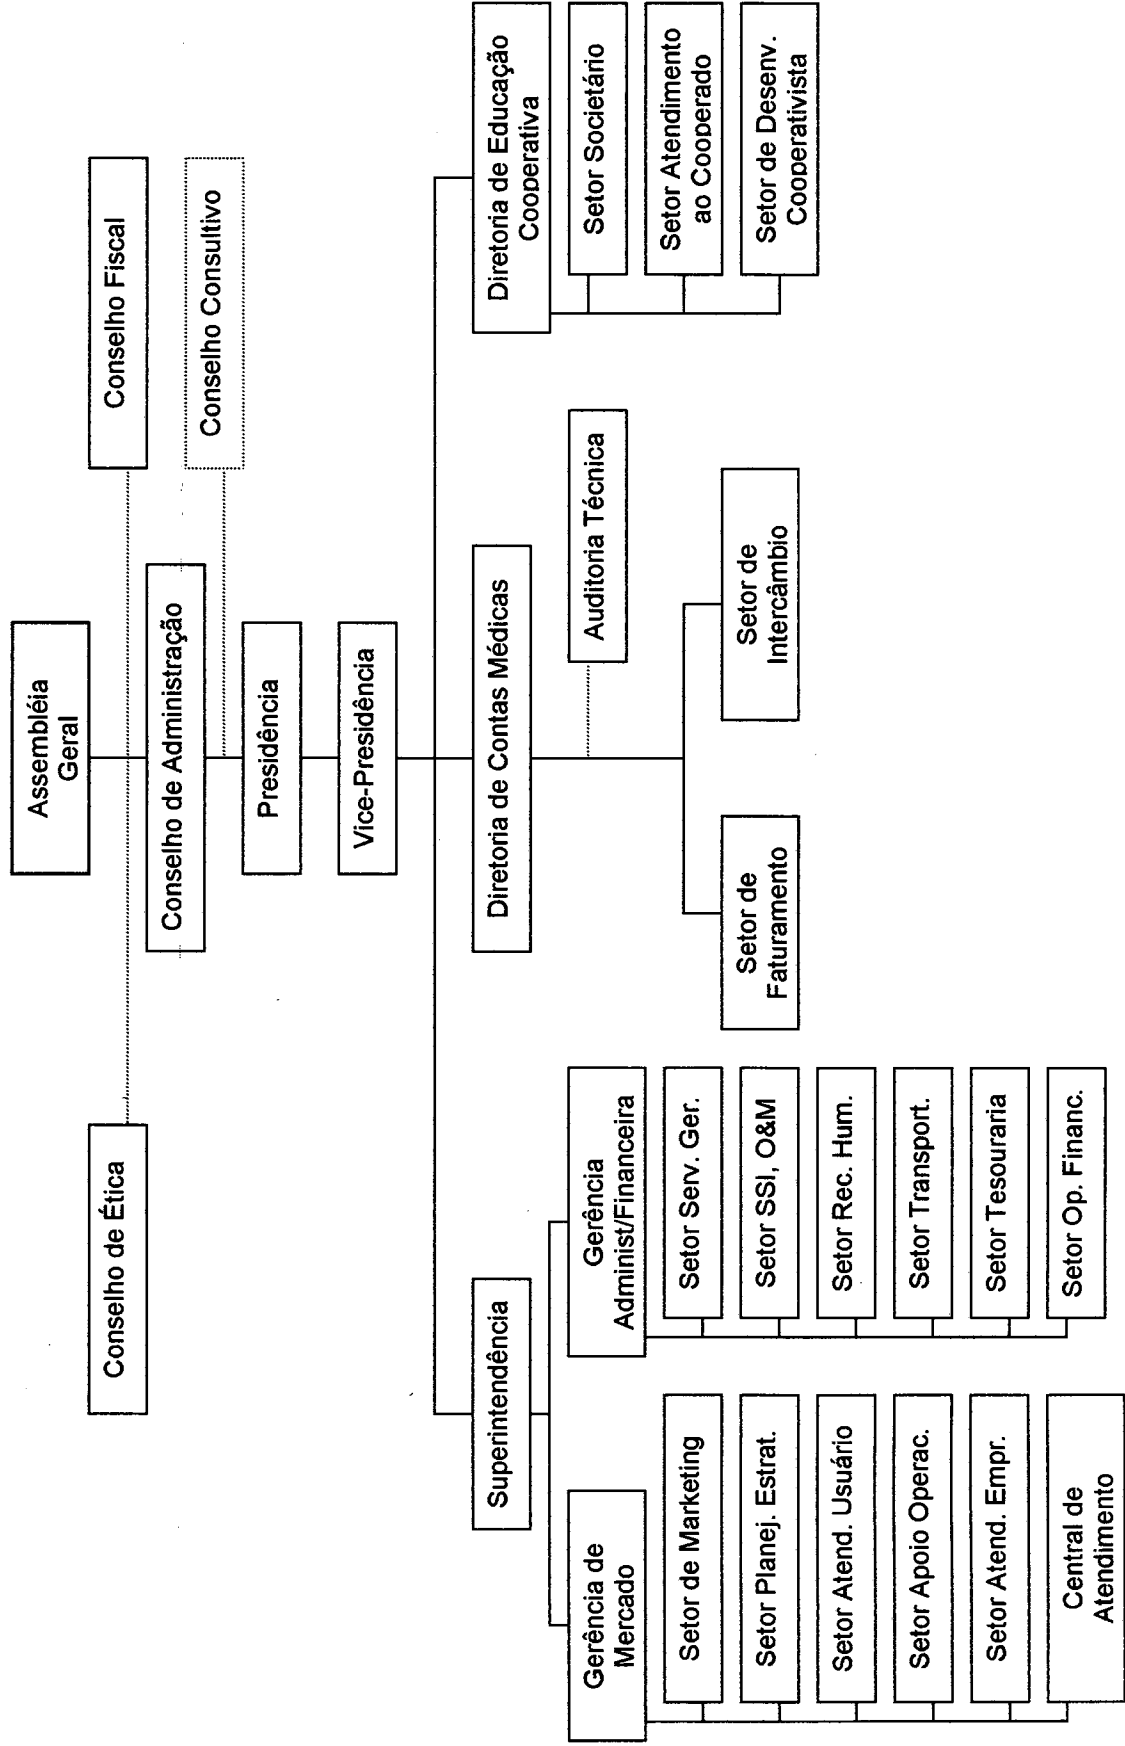 Assembléia
Geral
Conselho de Ética
Conselho Fiscal
Conselho de Administração
Conselho Consultivo
Presidência
Vice-Presidência
Superintendência
Diretoria de Contas Médicas
Diretoria de Educação
Cooperativa
Gerência de
Mercado
Setor de Marketing
Setor Planej. Estrat.
Setor Atend. Usuário
Setor Apoio Operac.
Setor Atend. Empr.
Central de
Atendimento
Gerência
Administ/Financeira
Setor Serv. Ger.
Setor SSI, O&M
Setor Rec. Hum.
Setor Transport.
Setor Tesouraria
Setor Op. Financ.
Auditoria Técnica
Setor de
Faturamento
Setor de
Intercâmbio
Setor Societário
Setor Atendimento
ao Cooperado
Setor de Desenv.
Cooperativista